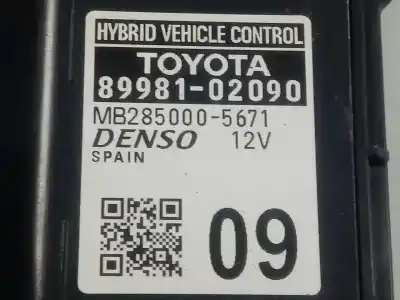 HYBRID VEHICLE CONTROL
TOYOTA
89981-02090
MB285000-5671
DENSO 12V
SPAIN
09